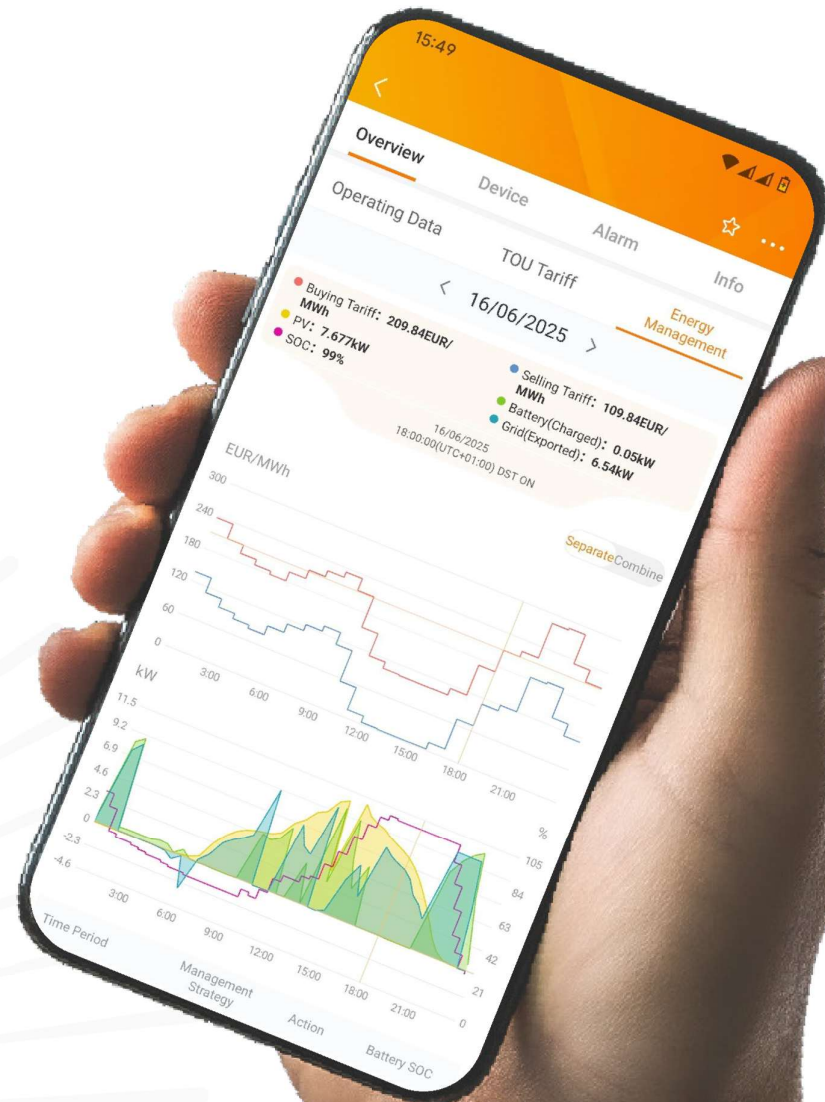 15:49
Overview
Device
Alarm
Info
Operating Data
TOU Tariff
Energy
Management
16/06/2025
Buying Tariff: 209.84EUR/
MWh
PV: 7.677kW
SOC: 99%
Selling Tariff: 109.84EUR/
MWh
Battery(Charged): 0.05kW
Grid(Exported): 6.54kW
16/06/2025
18:00:00(UTC+01:00) DST ON
Separate Combine
EUR/MWh
300
240
180
120
60
0
3:00
6:00
9:00
12:00
15:00
18:00
21:00
kW
%
11.5
9.2
6.9
4.6
2.3
0
-2.3
-4.6
105
84
63
42
21
0
3:00
6:00
9:00
12:00
15:00
18:00
21:00
Time Period
Management
Strategy
Action
Battery SOC